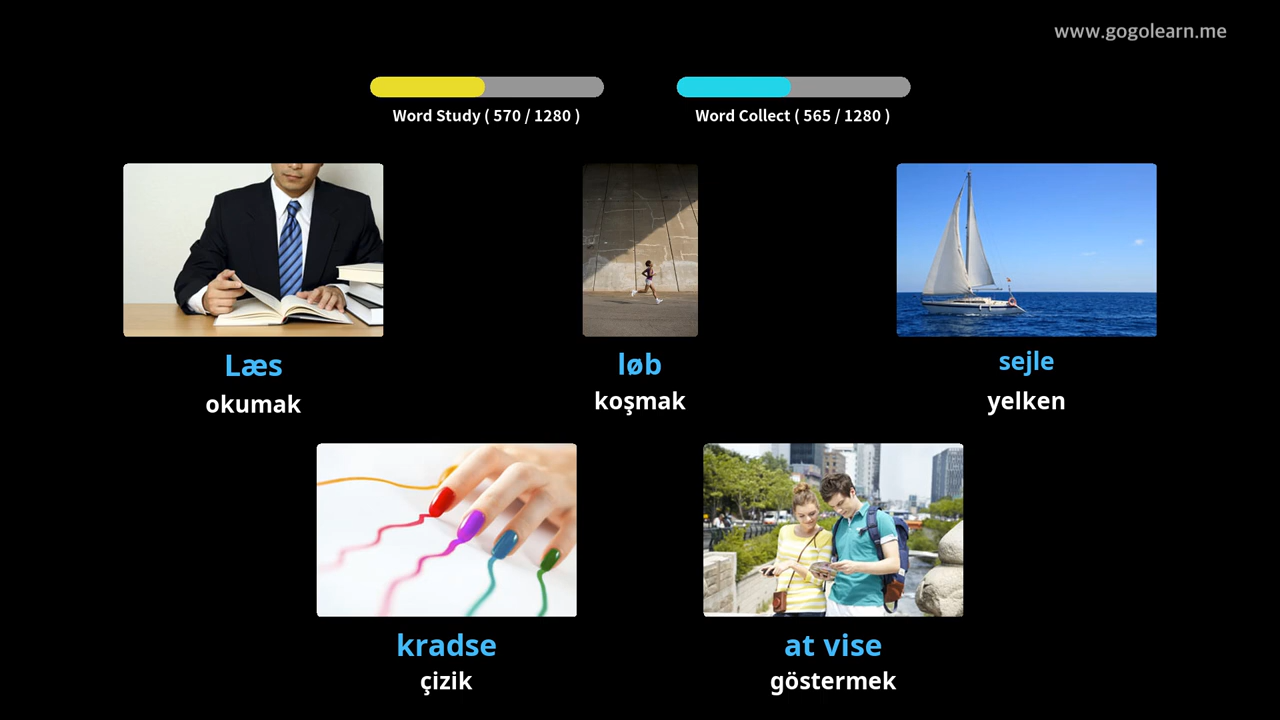 www.gogolearn.me
Word Study ( 570 / 1280 )
Word Collect ( 565 / 1280 )
Læs
okumak
løb
koşmak
sejle
yelken
kradse
çizik
at vise
göstermek